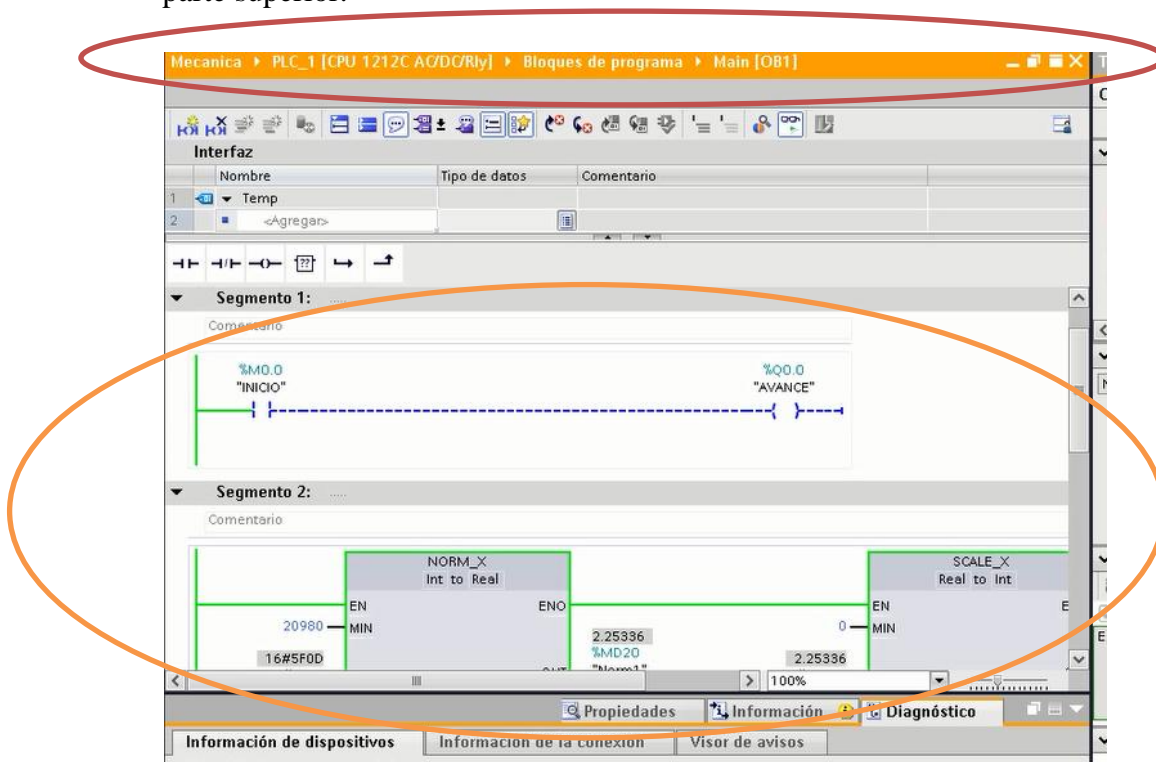 parte superior.
Mecanica ▸ PLC_1 [CPU 1212C AC/DC/Rly] ▸ Bloques de programa ▸ Main [OB1]
Interfaz
Nombre Tipo de datos Comentario
1 Temp
2 <Agregar>
Segmento 1: .....
Comentario
%M0.0 %Q0.0
"INICIO" "AVANCE"
Segmento 2: .....
Comentario
NORM_X SCALE_X
Int to Real Real to Int
EN ENO EN
20980 MIN 0 MIN
2.25336
16#5F0D %MD20 2.25336
"Norm1"
100%
Propiedades Información Diagnóstico
Información de dispositivos Información de la conexión Visor de avisos